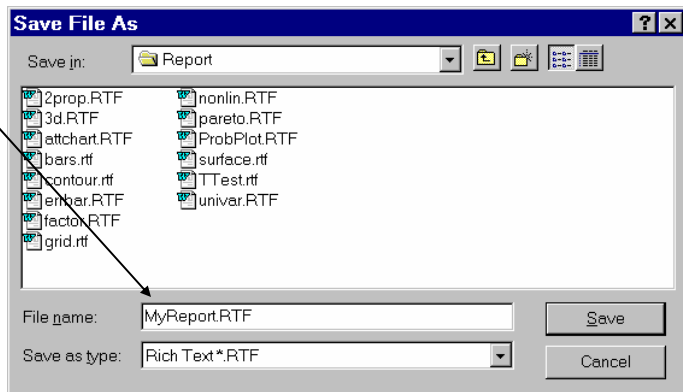 Save File As
Save in: Report
2prop.RTF nonlin.RTF
3d.RTF pareto.RTF
attchart.RTF ProbPlot.RTF
bars.rtf surface.rtf
contour.rtf TTest.rtf
errbar.RTF univar.RTF
factor.RTF
grid.rtf
File name: MyReport.RTF Save
Save as type: Rich Text*.RTF Cancel